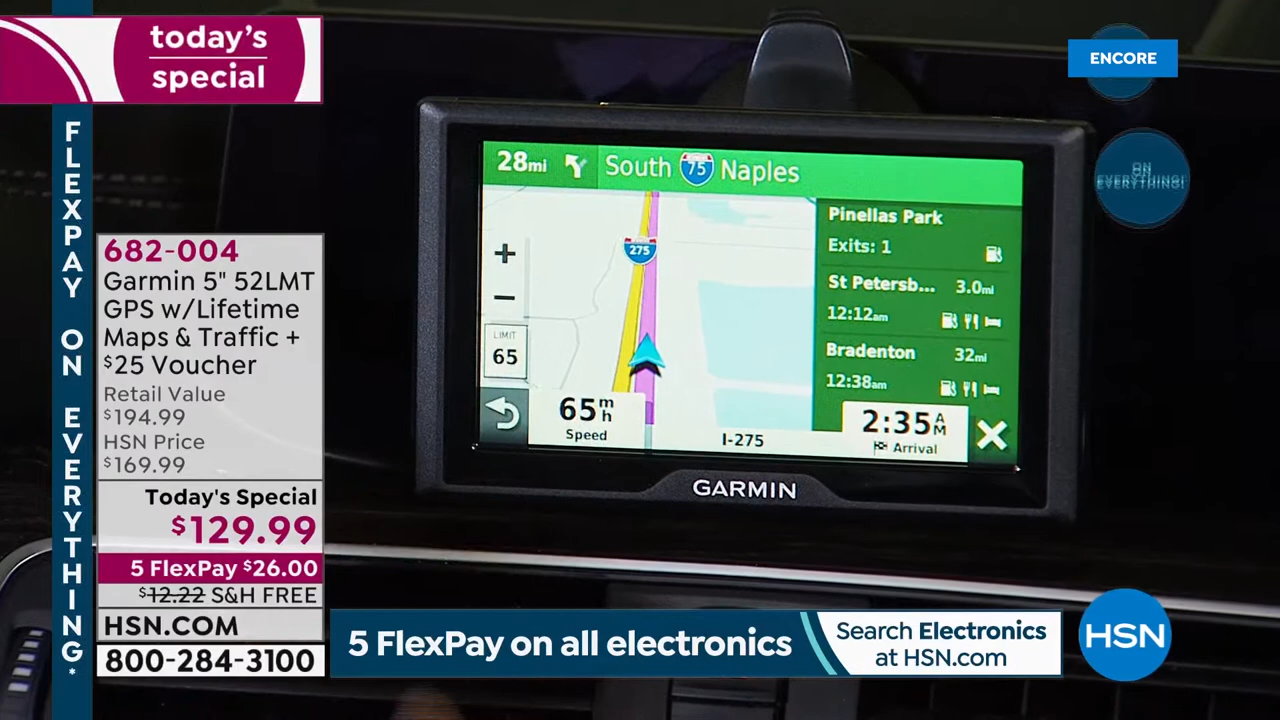 today's
special
ENCORE
ON
EVERYTHING!
FLEXPAY ON EVERYTHING*
682-004
Garmin 5" 52LMT
GPS w/Lifetime
Maps & Traffic +
$25 Voucher
Retail Value
$194.99
HSN Price
$169.99
Today's Special
$129.99
5 FlexPay $26.00
$12.22 S&H FREE
HSN.COM
800-284-3100
28mi South 75 Naples
275
+
−
LIMIT
65
65mh
Speed
I-275
Pinellas Park
Exits: 1
St Petersb... 3.0mi
12:12am
Bradenton 32mi
12:38am
2:35AM
Arrival
X
GARMIN
5 FlexPay on all electronics
Search Electronics
at HSN.com
HSN